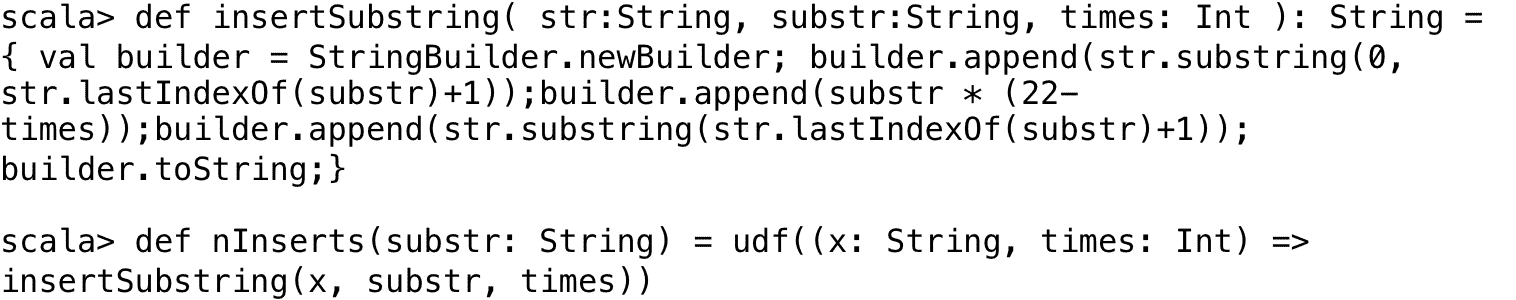 scala> def insertSubstring( str:String, substr:String, times: Int ): String =
{ val builder = StringBuilder.newBuilder; builder.append(str.substring(0,
str.lastIndexOf(substr)+1));builder.append(substr * (22-
times));builder.append(str.substring(str.lastIndexOf(substr)+1));
builder.toString;}
scala> def nInserts(substr: String) = udf((x: String, times: Int) =>
insertSubstring(x, substr, times))